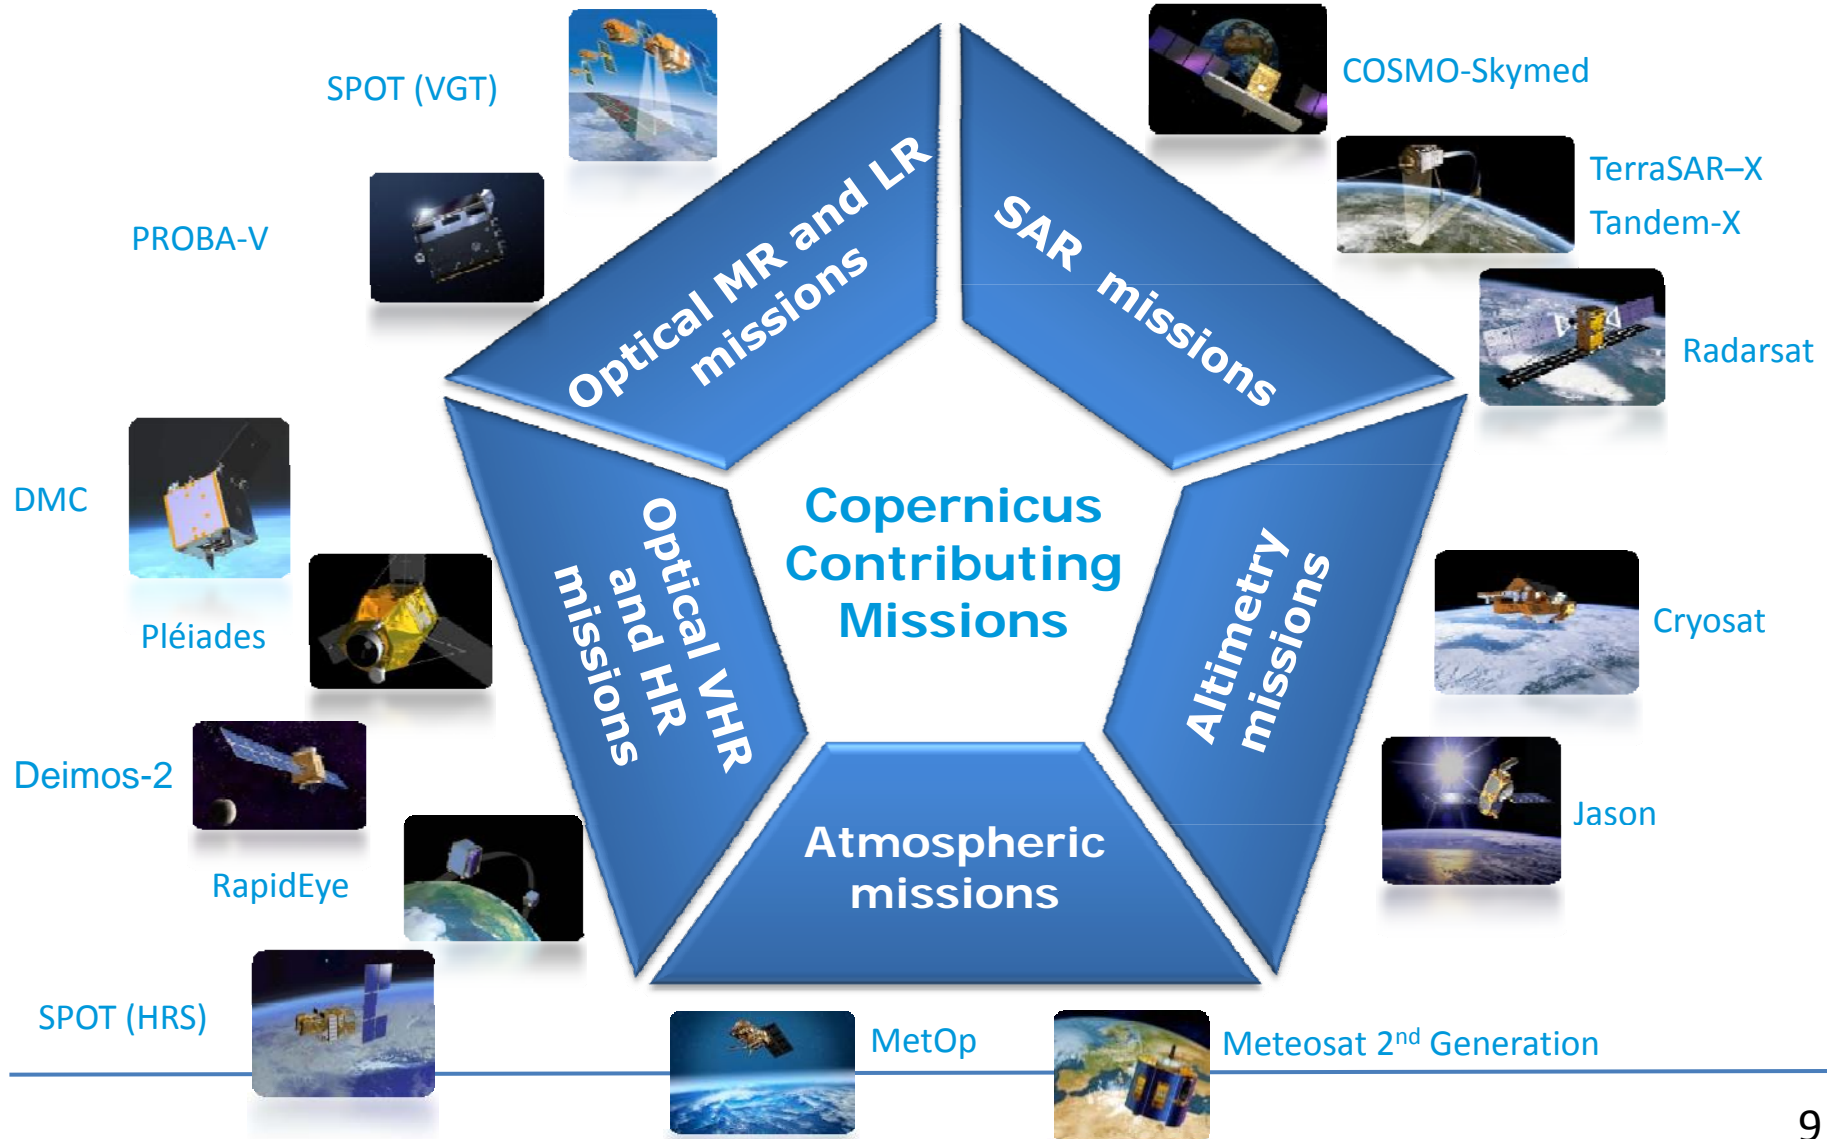 SPOT (VGT)
COSMO-Skymed
TerraSAR–X
Tandem-X
PROBA-V
Radarsat
Optical MR and LR
missions
SAR missions
DMC
Pléiades
Deimos-2
RapidEye
SPOT (HRS)
Optical VHR
and HR
missions
Copernicus
Contributing
Missions
Altimetry
missions
Cryosat
Jason
Atmospheric
missions
MetOp
Meteosat 2nd Generation
9